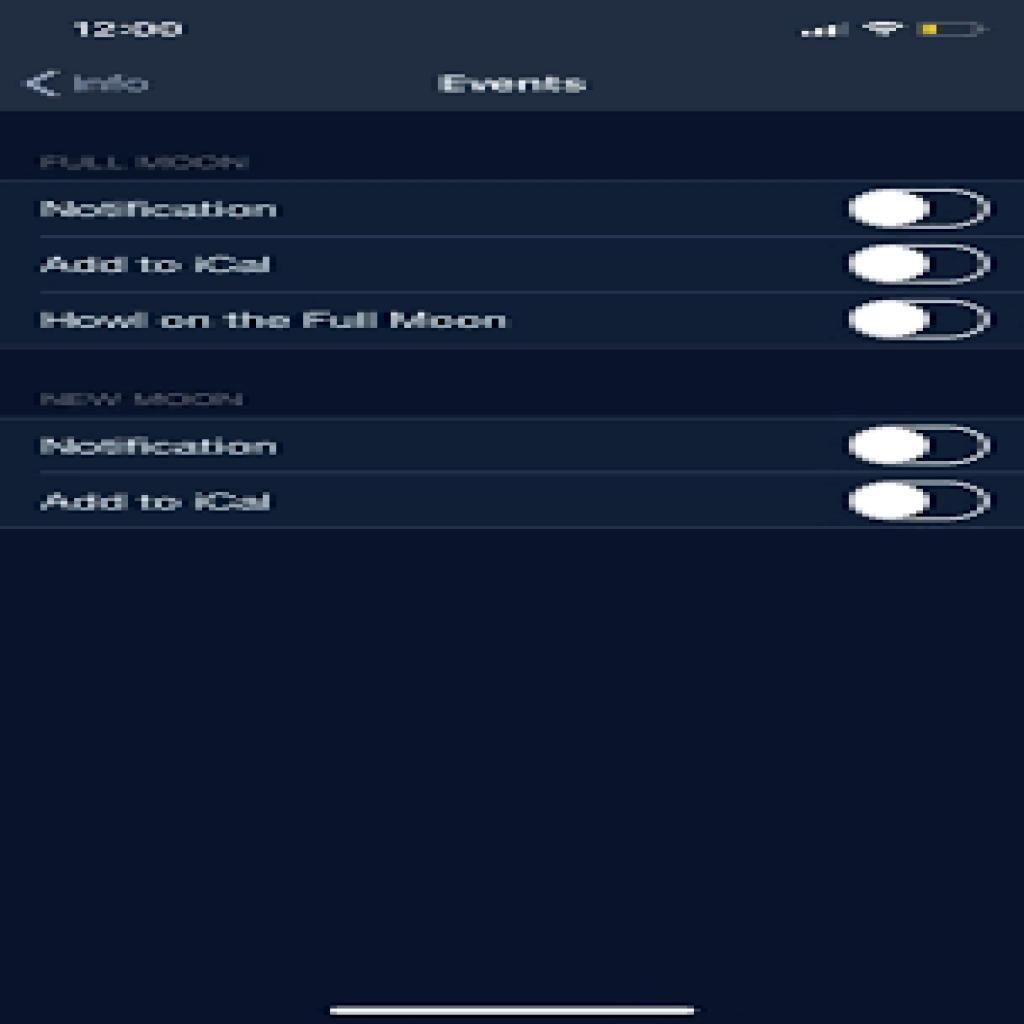 12:00
Info
Events
FULL MOON
Notification
Add to iCal
Howl on the Full Moon
NEW MOON
Notification
Add to iCal